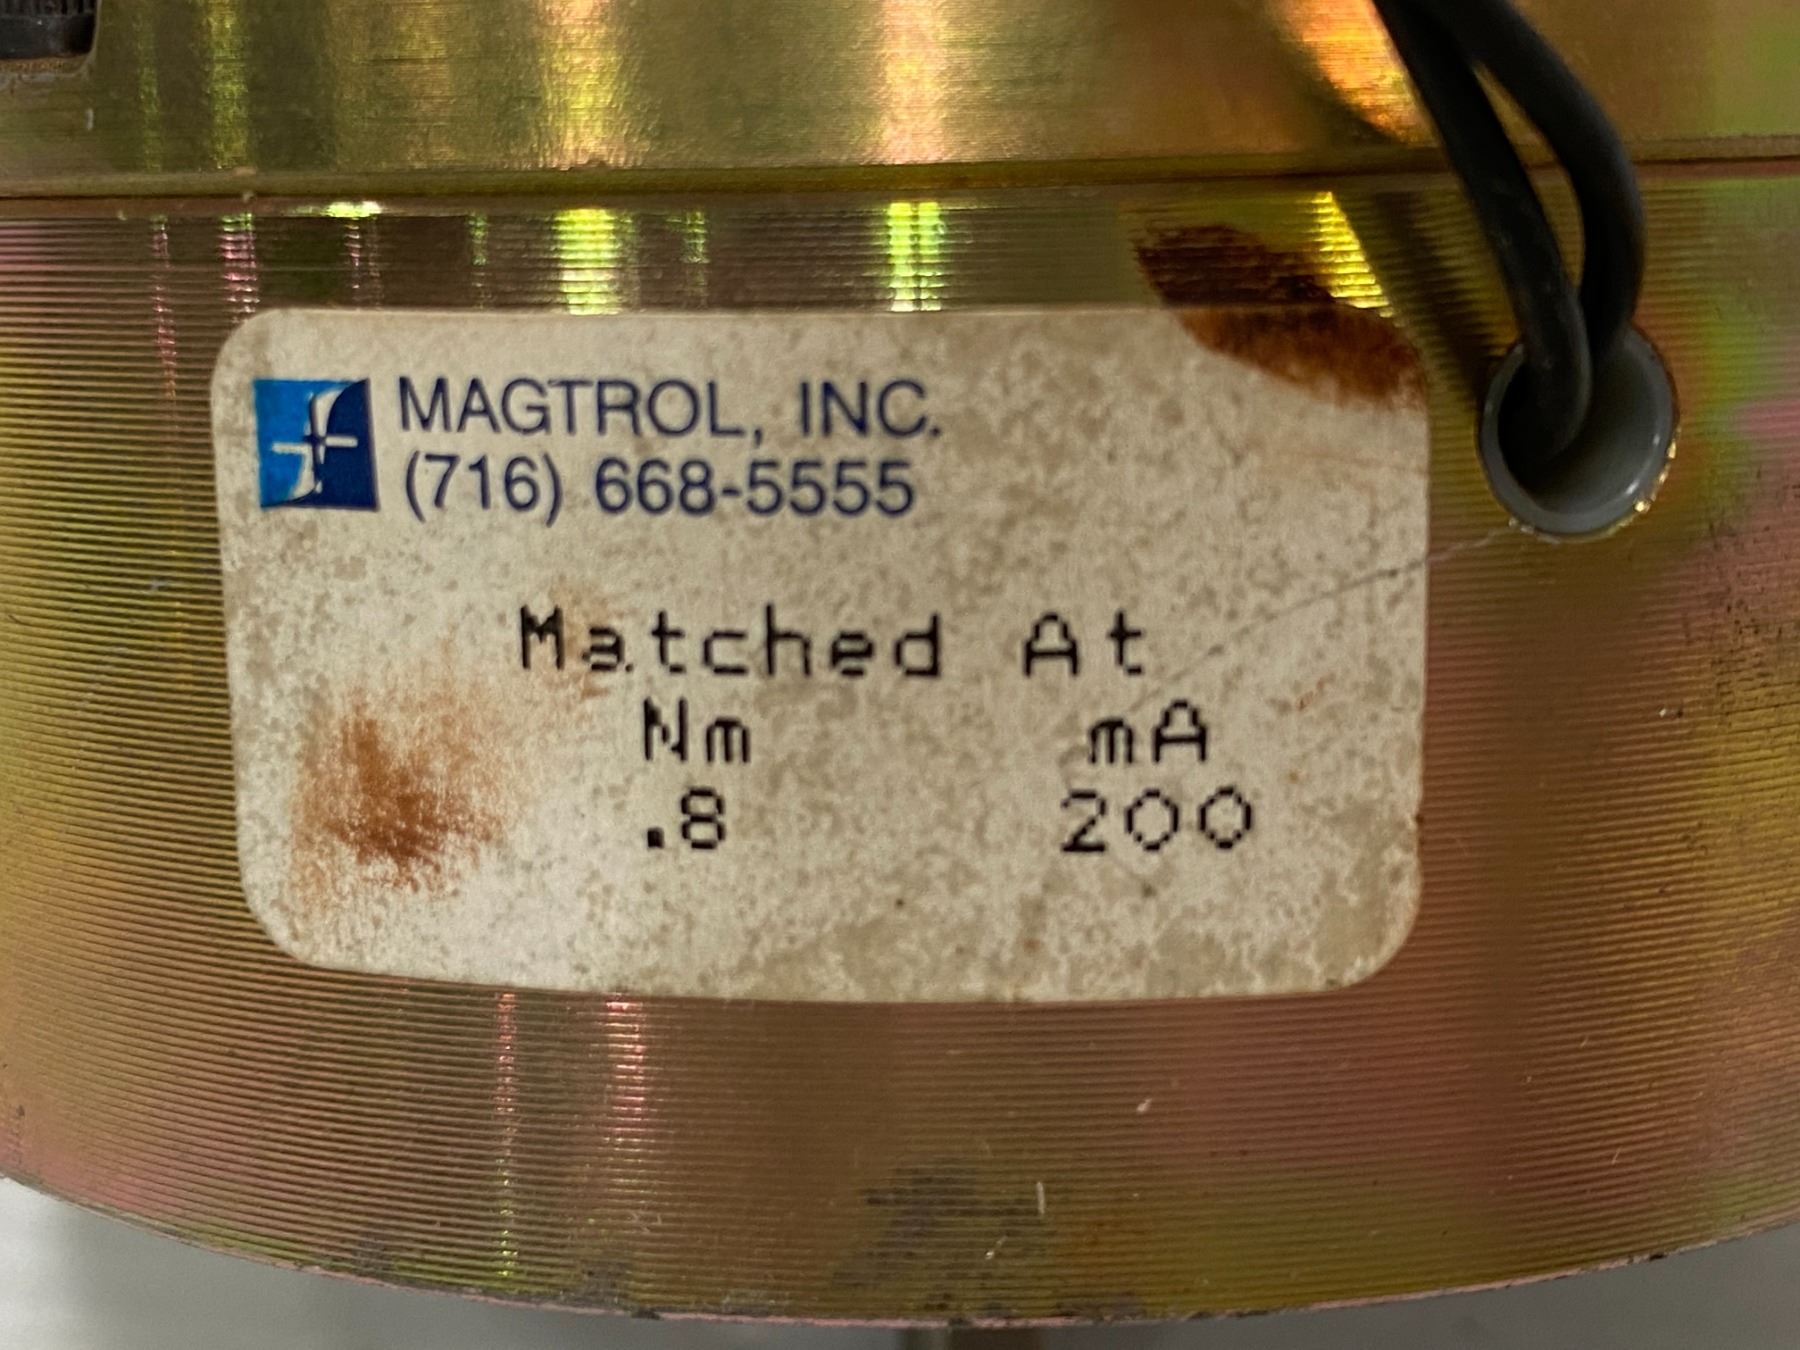 MAGTROL, INC.
(716) 668-5555
Matched At
Nm mA
.8 200